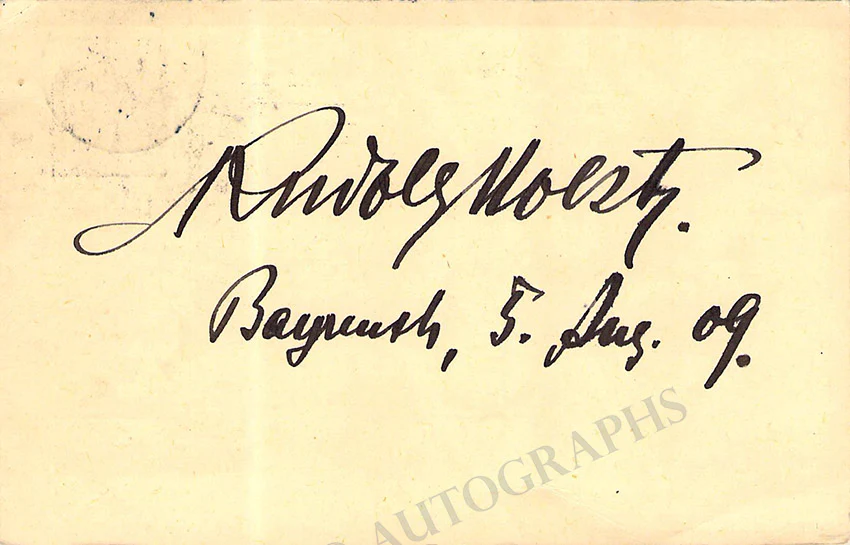 Rudolf Moest.
Bayreuth, 5. Aug. 09.
AUTOGRAPHS